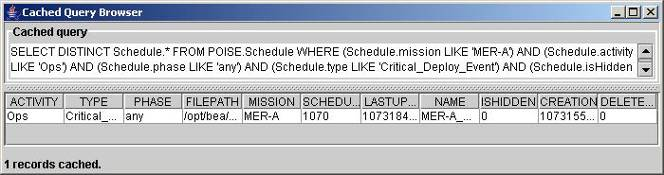 Cached Query Browser
Cached query
SELECT DISTINCT Schedule.* FROM POISE.Schedule WHERE (Schedule.mission LIKE 'MER-A') AND (Schedule.activity
LIKE 'Ops') AND (Schedule.phase LIKE 'any') AND (Schedule.type LIKE 'Critical_Deploy_Event') AND (Schedule.isHidden
ACTIVITY TYPE PHASE FILEPATH MISSION SCHEDU... LASTUP... NAME ISHIDDEN CREATION DELETE...
Ops Critical_... any /opt/bea/... MER-A 1070 1073184... MER-A_... 0 1073155... 0
1 records cached.